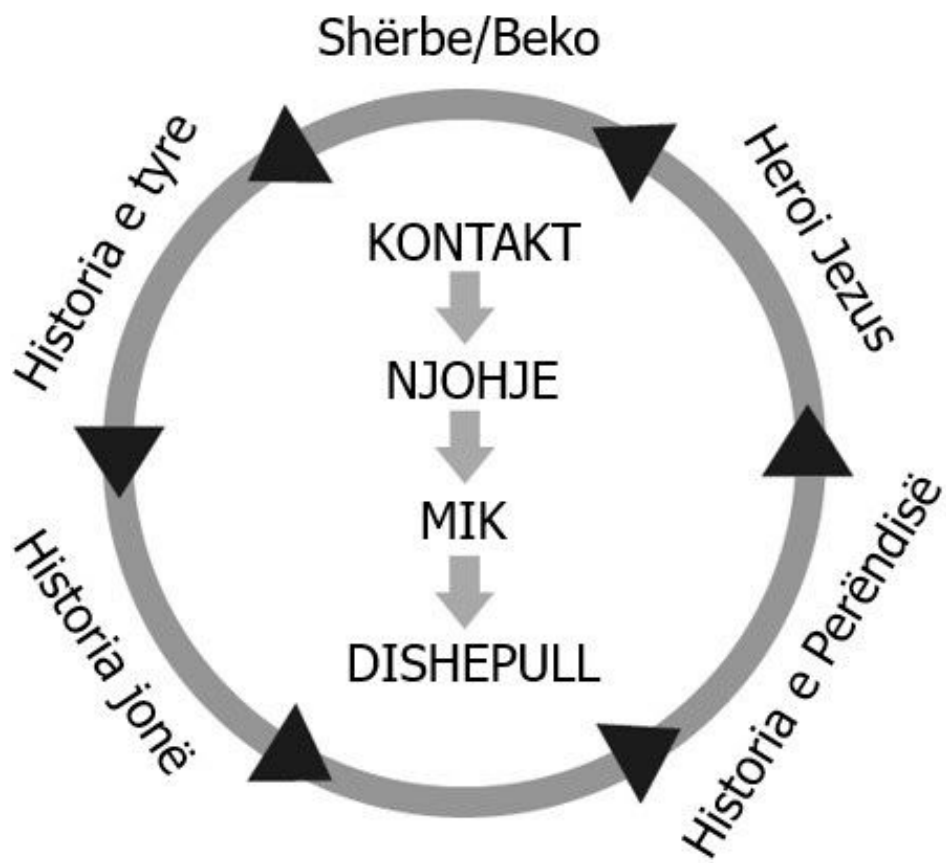 Shërbe/Beko
Historia e tyre
Historia jonë
Historia e Perëndisë
Heroi Jezus
KONTAKT
NJOHJE
MIK
DISHEPULL